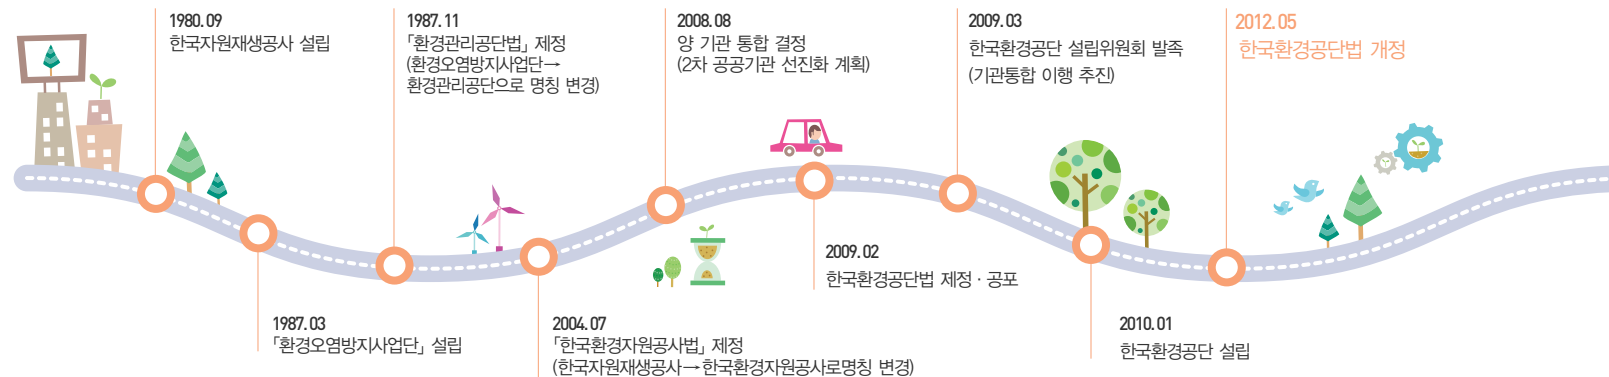 1980.09
한국자원재생공사 설립
1987.03
「환경오염방지사업단」 설립
1987.11
「환경관리공단법」 제정
(환경오염방지사업단→
환경관리공단으로 명칭 변경)
2004.07
「한국환경자원공사법」 제정
(한국자원재생공사→한국환경자원공사로명칭 변경)
2008.08
양 기관 통합 결정
(2차 공공기관 선진화 계획)
2009.02
한국환경공단법 제정 · 공포
2009.03
한국환경공단 설립위원회 발족
(기관통합 이행 추진)
2010.01
한국환경공단 설립
2012.05
한국환경공단법 개정